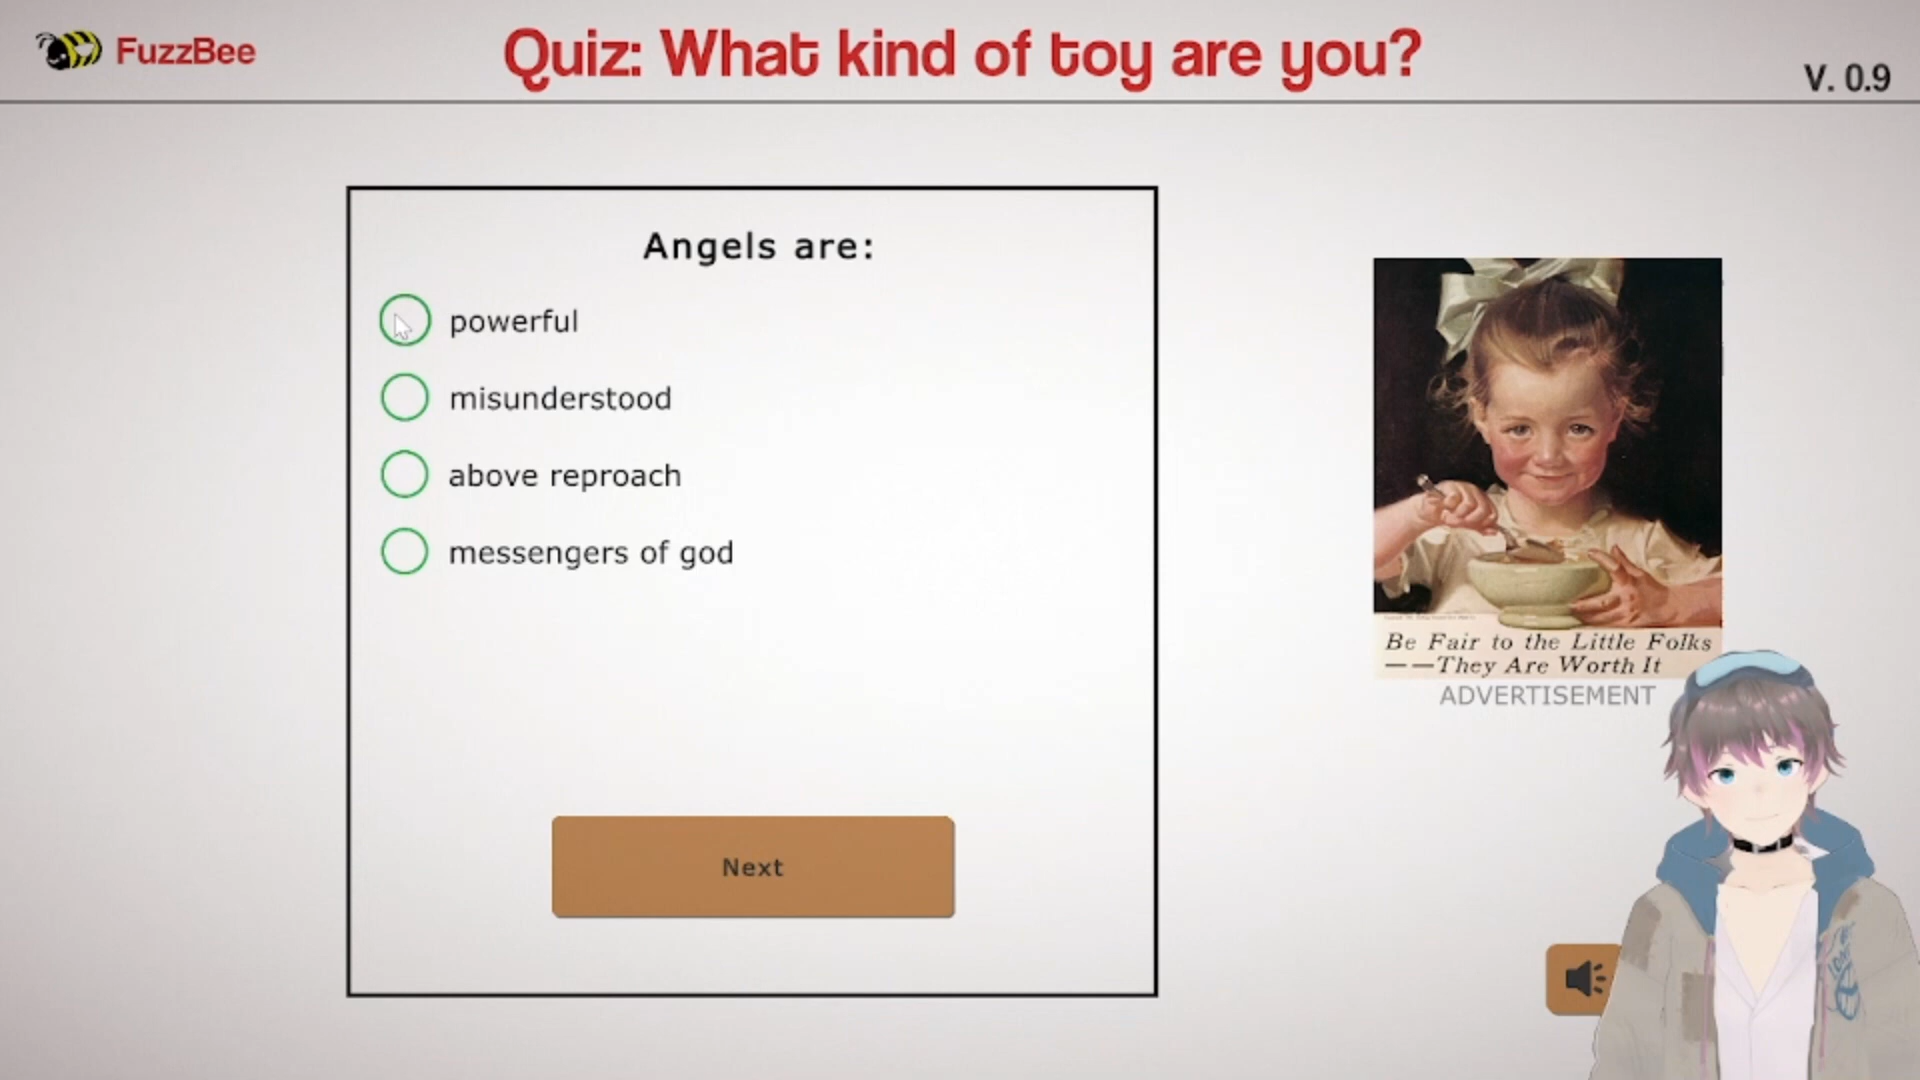 FuzzBee
Quiz: What kind of toy are you?
V. 0.9
Angels are:
powerful
misunderstood
above reproach
messengers of god
Next
Be Fair to the Little Folks
——They Are Worth It
ADVERTISEMENT